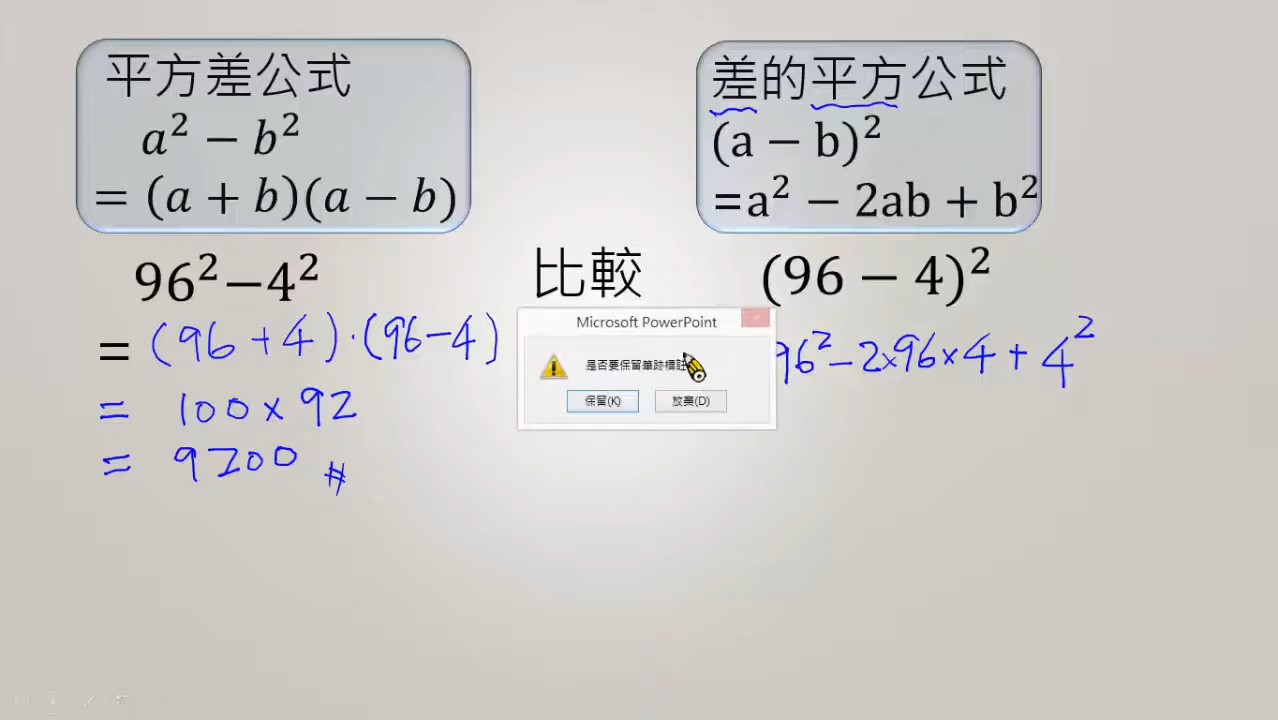 平方差公式
a² − b²
= (a + b)(a − b)
96²−4²
= (96+4)·(96-4)
= 100×92
= 9200 #
比較
差的平方公式
(a − b)²
=a² − 2ab + b²
(96 − 4)²
96²-2×96×4+4²
Microsoft PowerPoint
是否要保留筆跡標註
保留(K)
放棄(D)